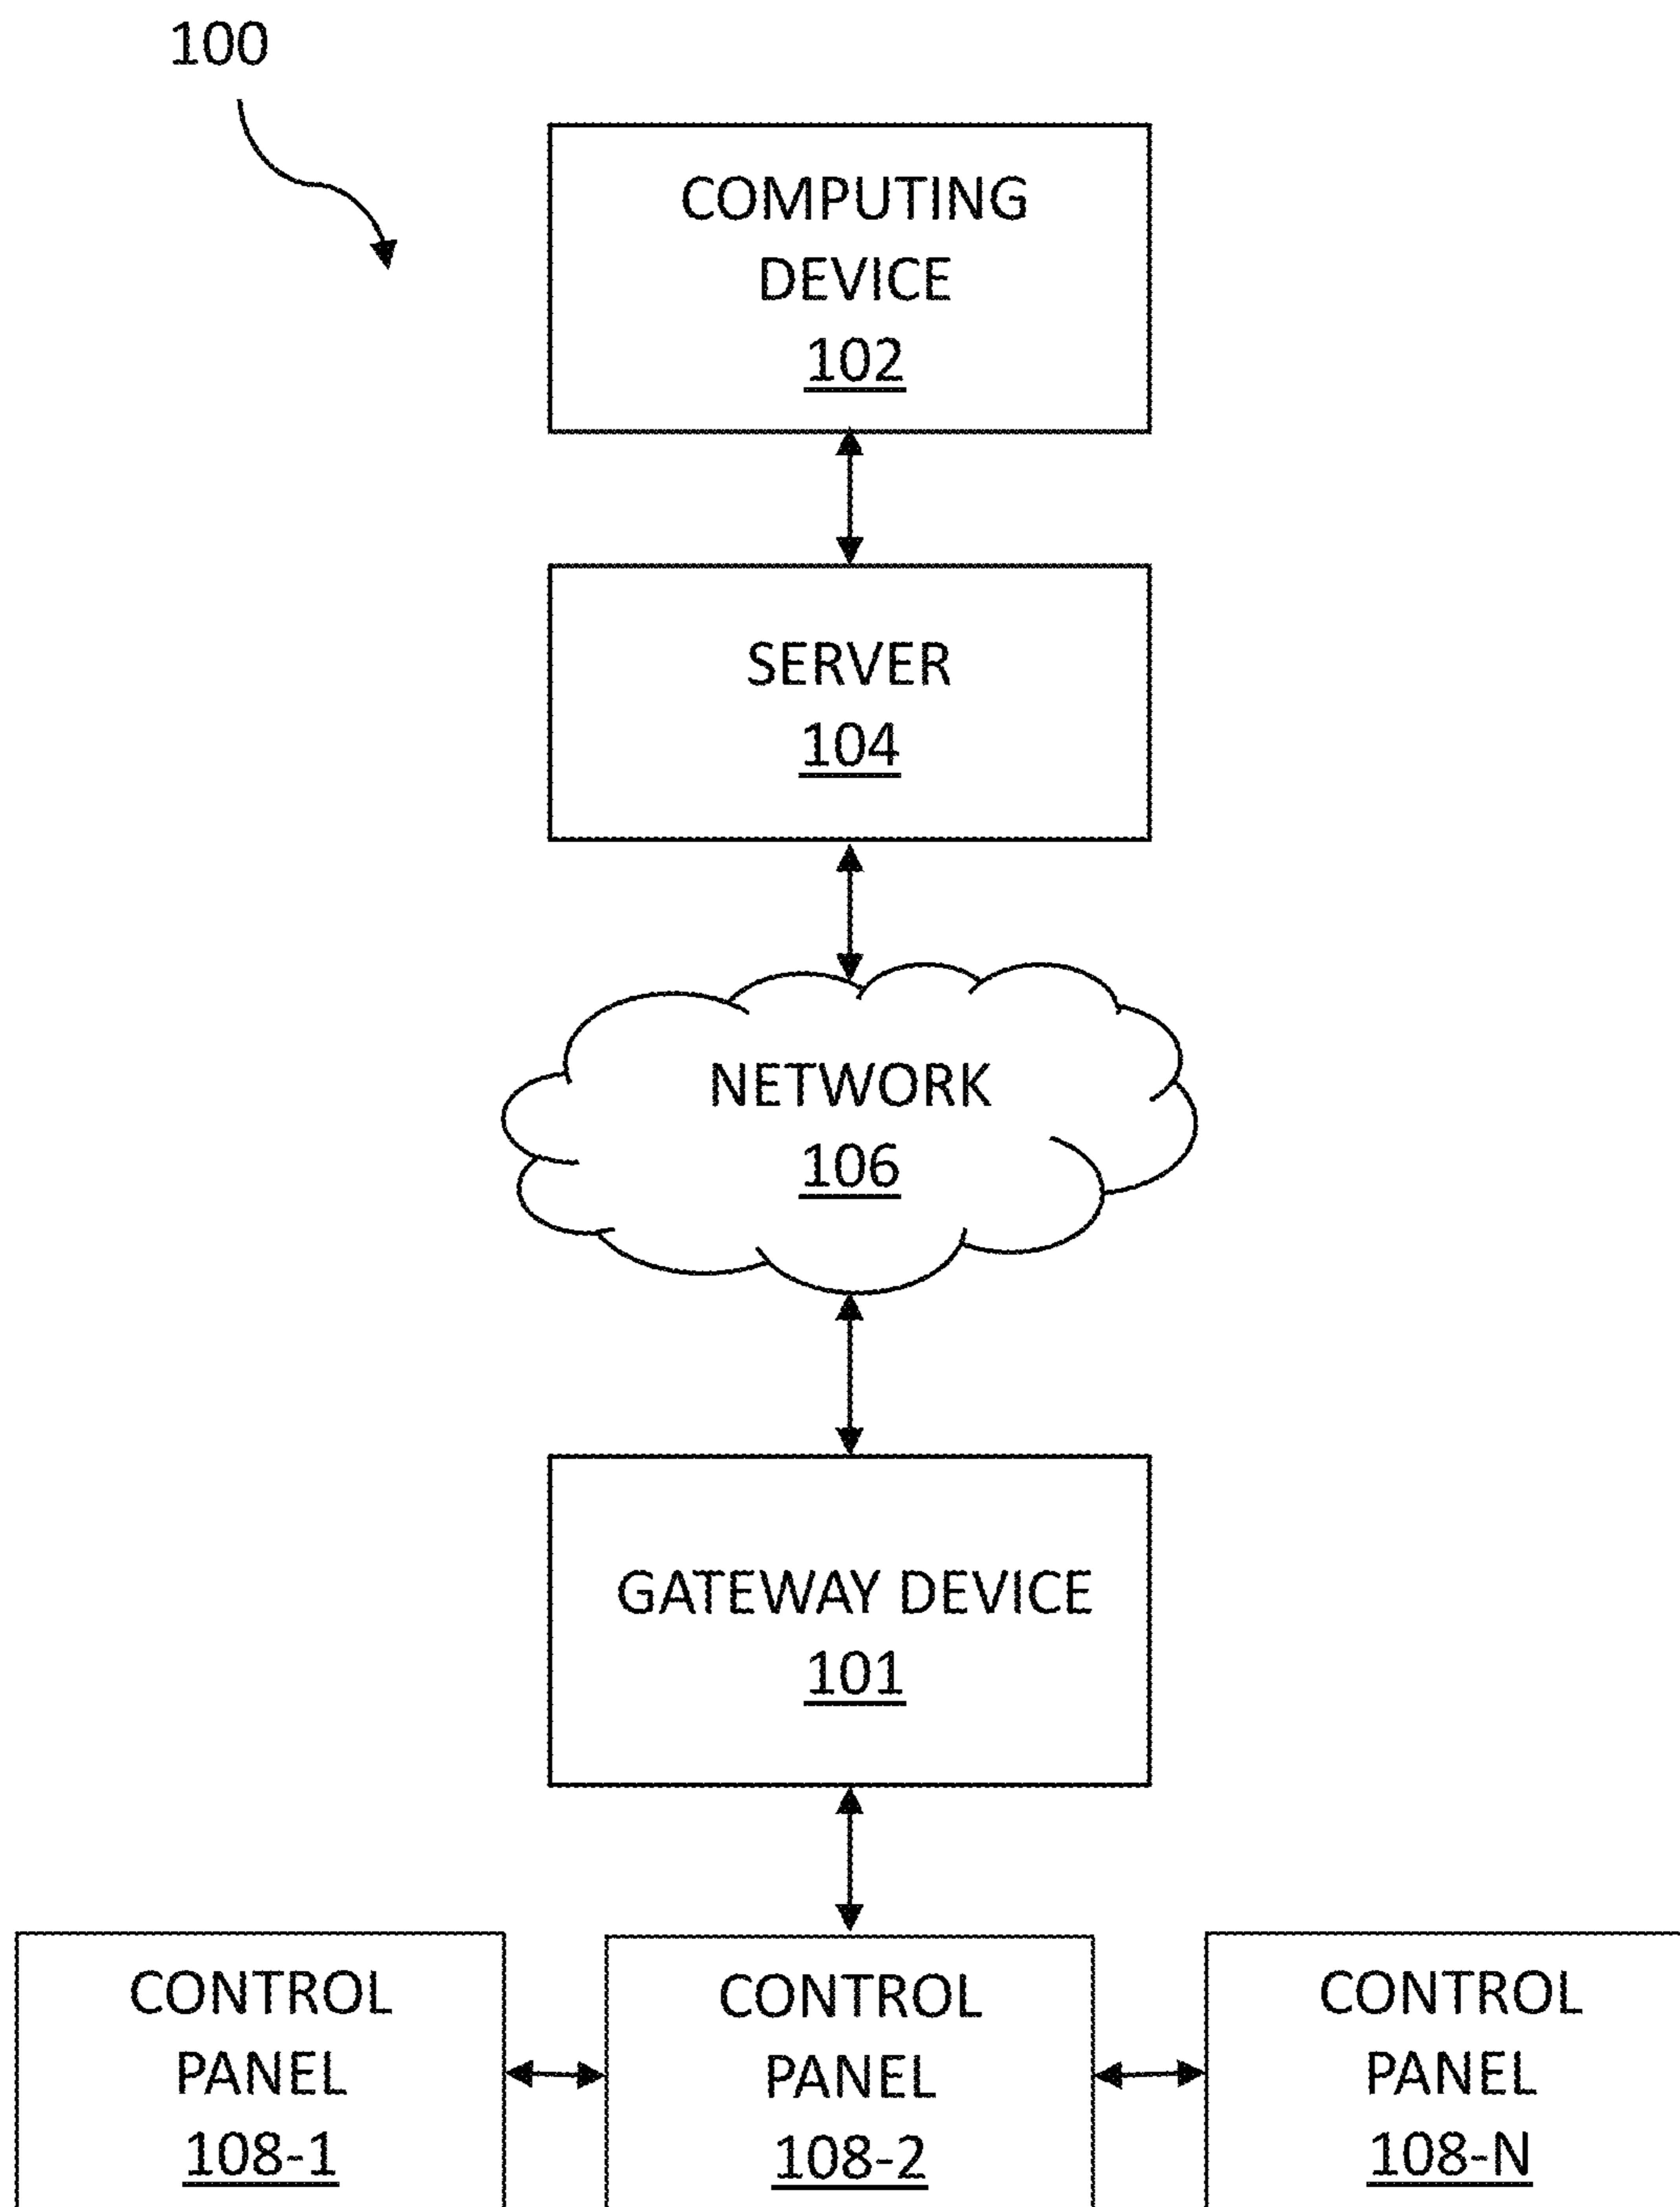 100
COMPUTING
DEVICE
102
SERVER
104
NETWORK
106
GATEWAY DEVICE
101
CONTROL
PANEL
108-1
CONTROL
PANEL
108-2
CONTROL
PANEL
108-N